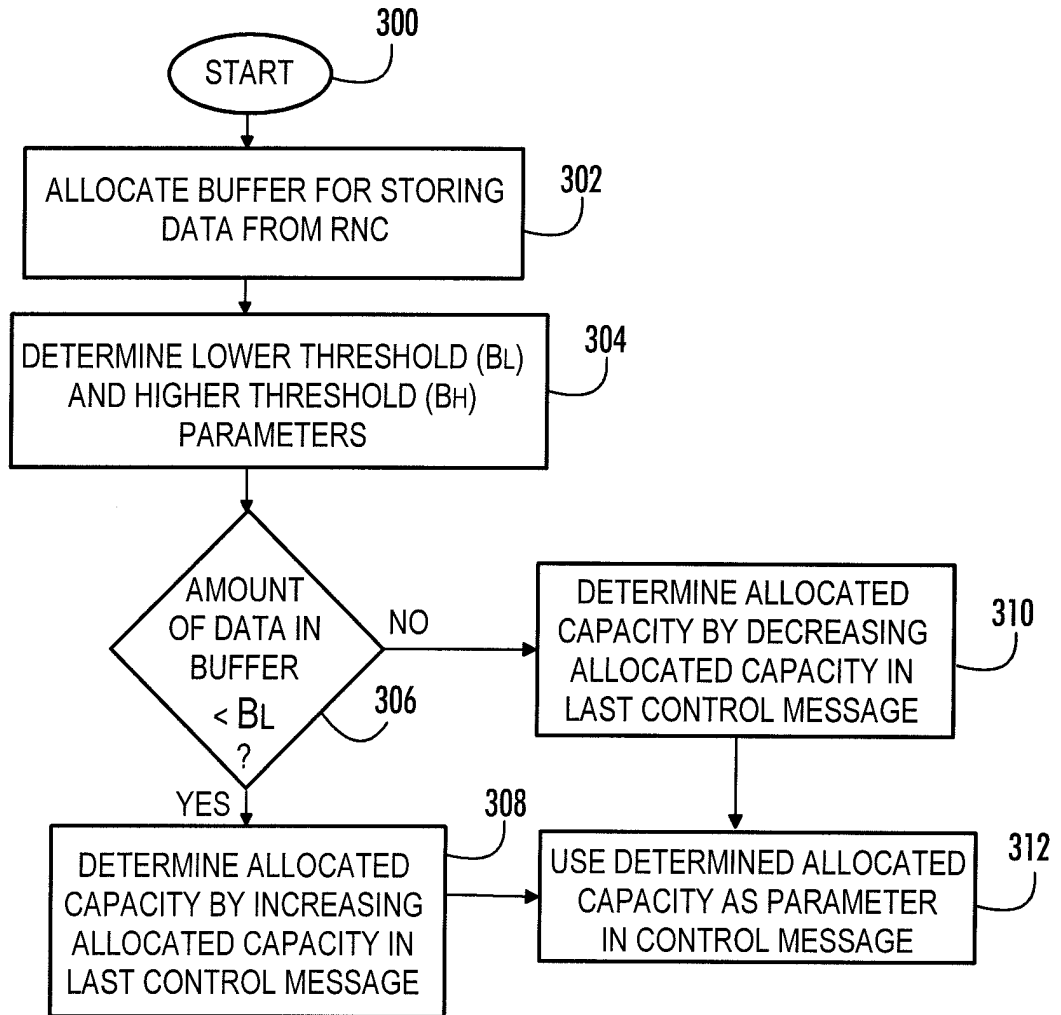 300
START
ALLOCATE BUFFER FOR STORING
DATA FROM RNC
302
DETERMINE LOWER THRESHOLD (BL)
AND HIGHER THRESHOLD (BH)
PARAMETERS
304
AMOUNT
OF DATA IN
BUFFER
< BL
?
306
NO
DETERMINE ALLOCATED
CAPACITY BY DECREASING
ALLOCATED CAPACITY IN
LAST CONTROL MESSAGE
310
YES
DETERMINE ALLOCATED
CAPACITY BY INCREASING
ALLOCATED CAPACITY IN
LAST CONTROL MESSAGE
308
USE DETERMINED ALLOCATED
CAPACITY AS PARAMETER
IN CONTROL MESSAGE
312